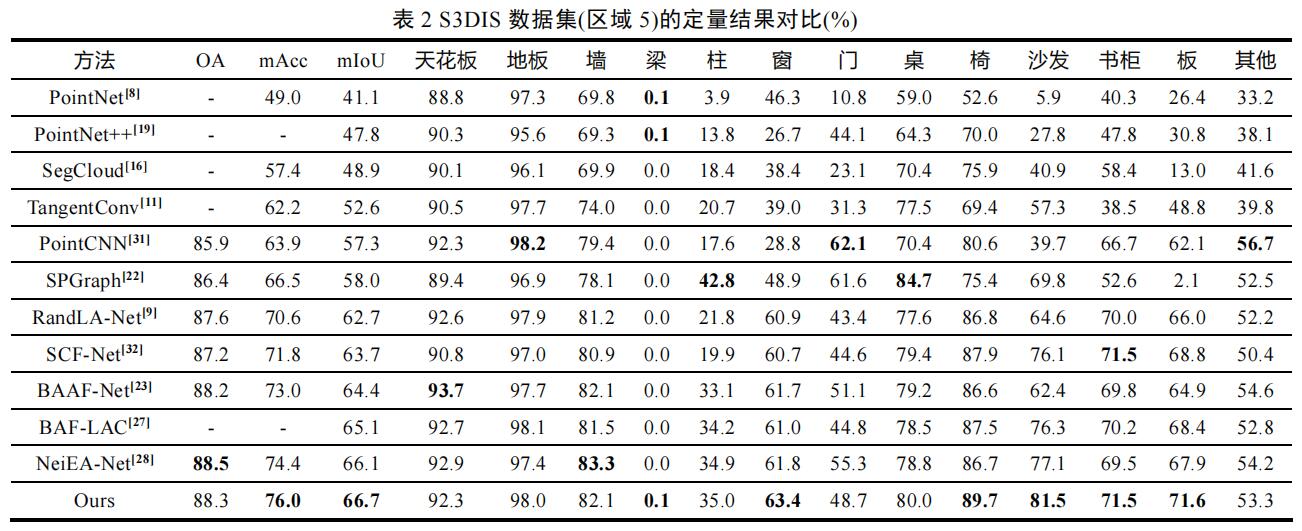 表 2 S3DIS 数据集(区域 5)的定量结果对比(%)
方法 OA mAcc mIoU 天花板 地板 墙 梁 柱 窗 门 桌 椅 沙发 书柜 板 其他
PointNet[8] - 49.0 41.1 88.8 97.3 69.8 0.1 3.9 46.3 10.8 59.0 52.6 5.9 40.3 26.4 33.2
PointNet++[19] - - 47.8 90.3 95.6 69.3 0.1 13.8 26.7 44.1 64.3 70.0 27.8 47.8 30.8 38.1
SegCloud[16] - 57.4 48.9 90.1 96.1 69.9 0.0 18.4 38.4 23.1 70.4 75.9 40.9 58.4 13.0 41.6
TangentConv[11] - 62.2 52.6 90.5 97.7 74.0 0.0 20.7 39.0 31.3 77.5 69.4 57.3 38.5 48.8 39.8
PointCNN[31] 85.9 63.9 57.3 92.3 98.2 79.4 0.0 17.6 28.8 62.1 70.4 80.6 39.7 66.7 62.1 56.7
SPGraph[22] 86.4 66.5 58.0 89.4 96.9 78.1 0.0 42.8 48.9 61.6 84.7 75.4 69.8 52.6 2.1 52.5
RandLA-Net[9] 87.6 70.6 62.7 92.6 97.9 81.2 0.0 21.8 60.9 43.4 77.6 86.8 64.6 70.0 66.0 52.2
SCF-Net[32] 87.2 71.8 63.7 90.8 97.0 80.9 0.0 19.9 60.7 44.6 79.4 87.9 76.1 71.5 68.8 50.4
BAAF-Net[23] 88.2 73.0 64.4 93.7 97.7 82.1 0.0 33.1 61.7 51.1 79.2 86.6 62.4 69.8 64.9 54.6
BAF-LAC[27] - - 65.1 92.7 98.1 81.5 0.0 34.2 61.0 44.8 78.5 87.5 76.3 70.2 68.4 52.8
NeiEA-Net[28] 88.5 74.4 66.1 92.9 97.4 83.3 0.0 34.9 61.8 55.3 78.8 86.7 77.1 69.5 67.9 54.2
Ours 88.3 76.0 66.7 92.3 98.0 82.1 0.1 35.0 63.4 48.7 80.0 89.7 81.5 71.5 71.6 53.3